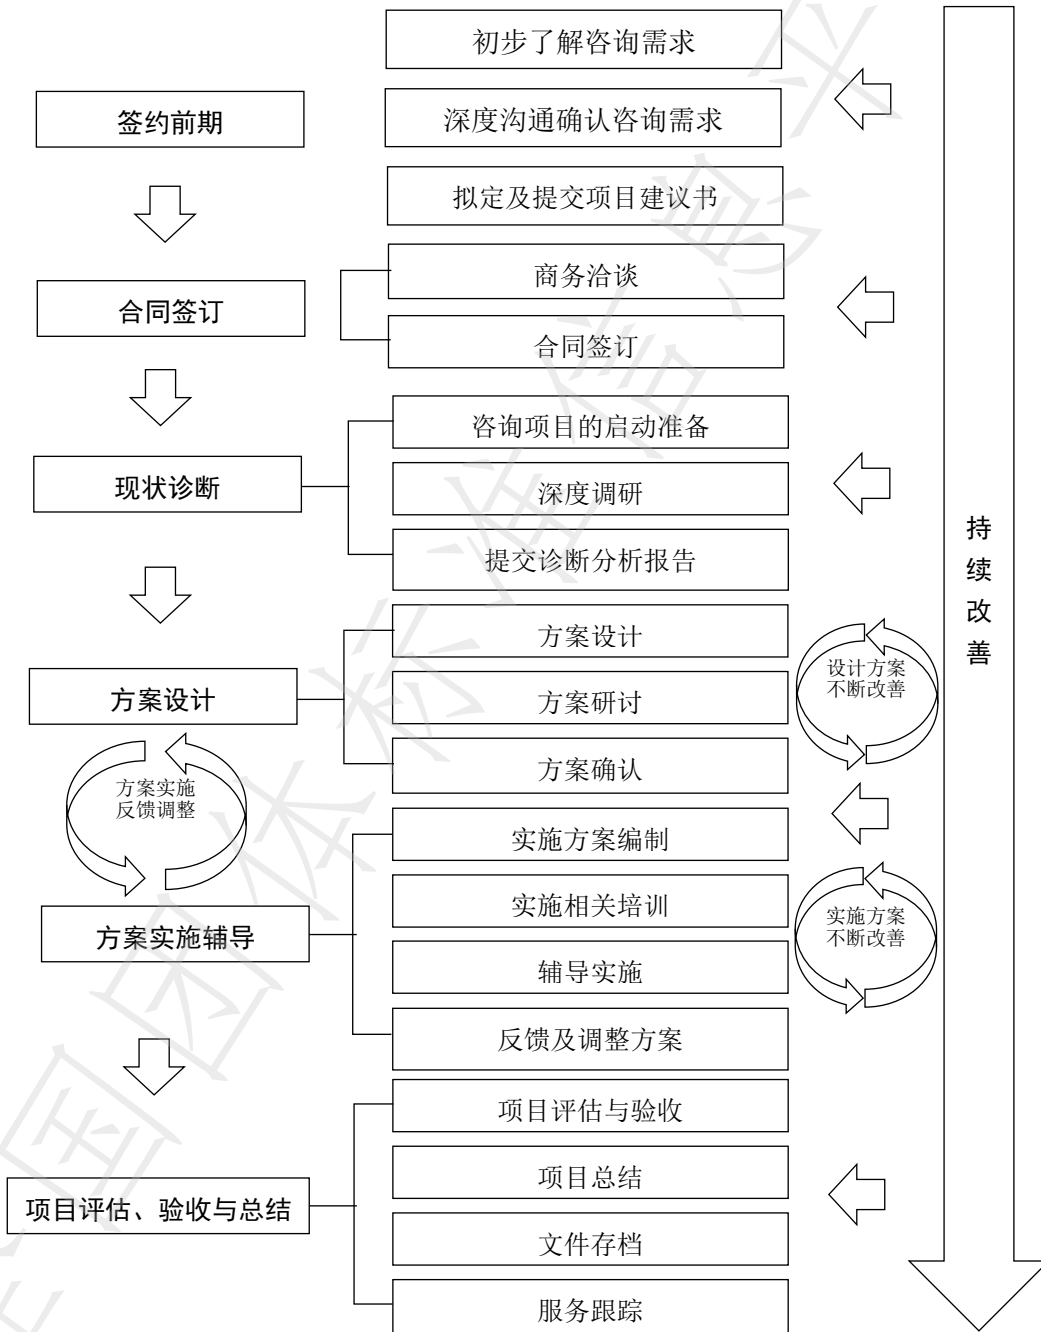 初步了解咨询需求
签约前期
深度沟通确认咨询需求
拟定及提交项目建议书
合同签订
商务洽谈
合同签订
现状诊断
咨询项目的启动准备
深度调研
提交诊断分析报告
方案设计
方案设计
方案研讨
方案确认
设计方案
不断改善
方案实施
反馈调整
方案实施辅导
实施方案编制
实施相关培训
辅导实施
反馈及调整方案
实施方案
不断改善
项目评估、验收与总结
项目评估与验收
项目总结
文件存档
服务跟踪
持
续
改
善
国团体标准信息平